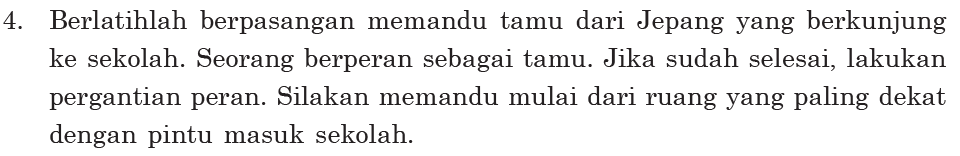 4. Berlatihlah berpasangan memandu tamu dari Jepang yang berkunjung
ke sekolah. Seorang berperan sebagai tamu. Jika sudah selesai, lakukan
pergantian peran. Silakan memandu mulai dari ruang yang paling dekat
dengan pintu masuk sekolah.